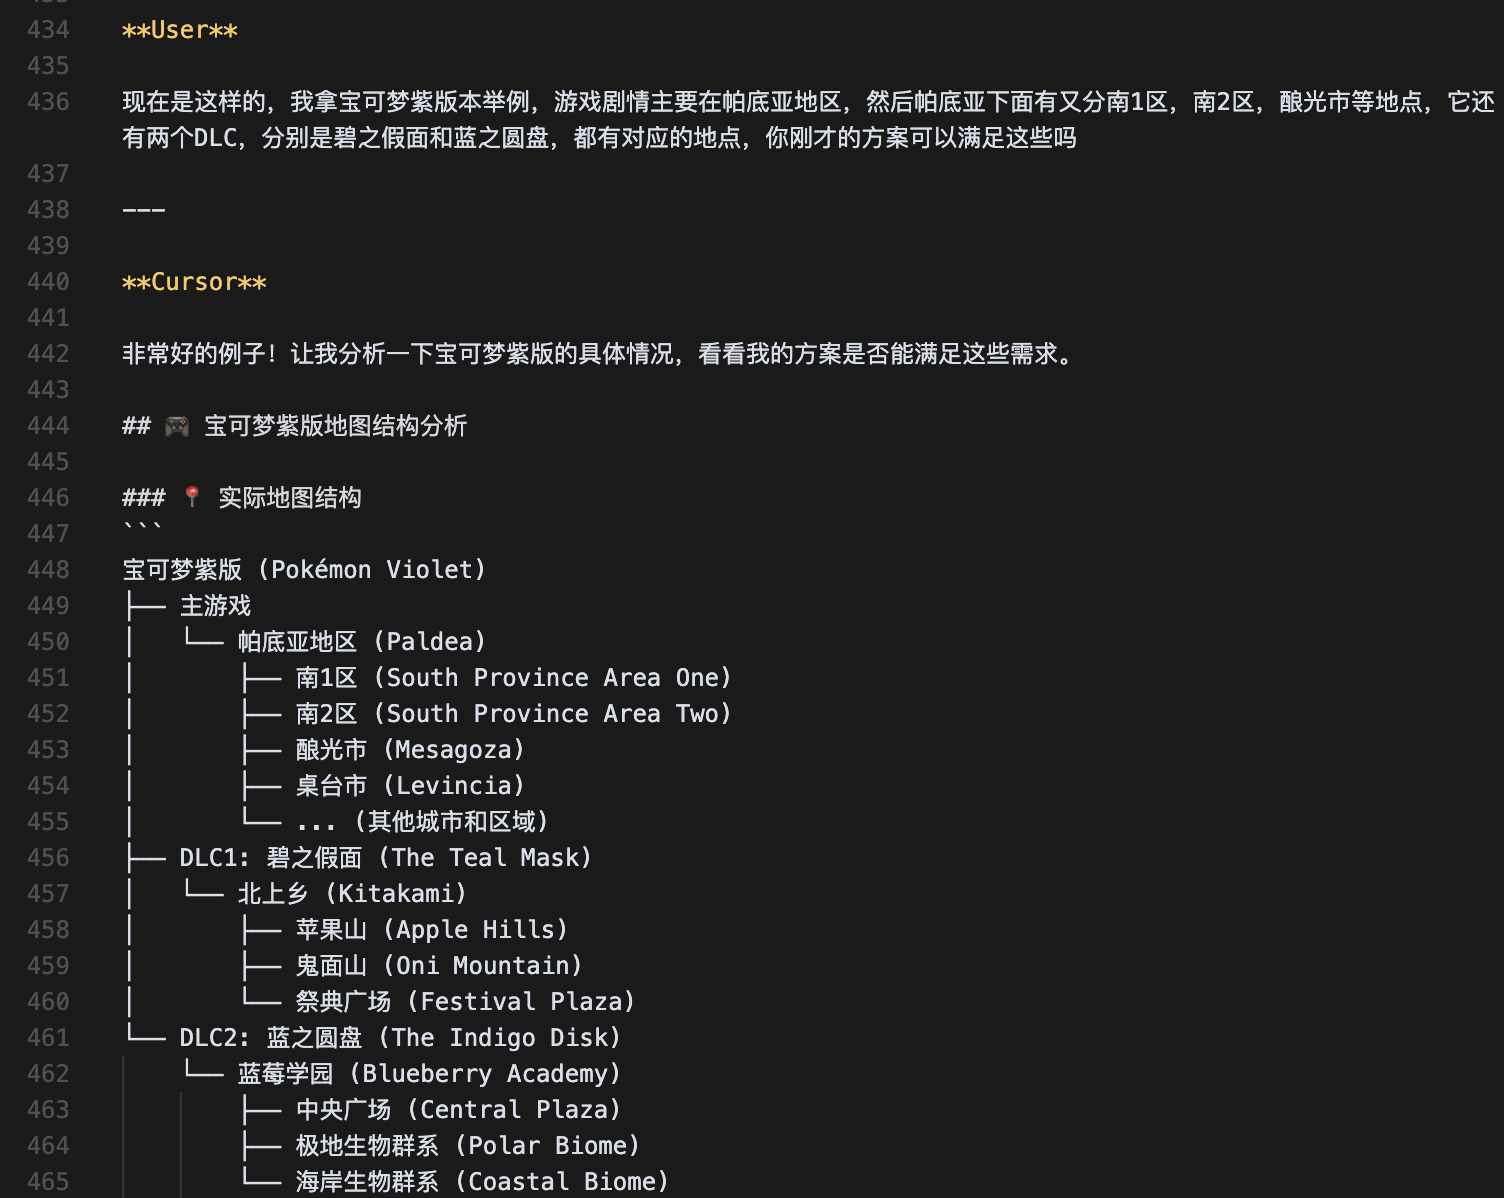 434 **User**
435
436 现在是这样的，我拿宝可梦紫版本举例，游戏剧情主要在帕底亚地区，然后帕底亚下面有又分南1区，南2区，酿光市等地点，它还
有两个DLC，分别是碧之假面和蓝之圆盘，都有对应的地点，你刚才的方案可以满足这些吗
437
438 ---
439
440 **Cursor**
441
442 非常好的例子！让我分析一下宝可梦紫版的具体情况，看看我的方案是否能满足这些需求。
443
444 ## 🎮 宝可梦紫版地图结构分析
445
446 ### 📍 实际地图结构
447 ```
448 宝可梦紫版 (Pokémon Violet)
449 ├── 主游戏
450 │   └── 帕底亚地区 (Paldea)
451 │       ├── 南1区 (South Province Area One)
452 │       ├── 南2区 (South Province Area Two)
453 │       ├── 酿光市 (Mesagoza)
454 │       ├── 桌台市 (Levincia)
455 │       └── ... (其他城市和区域)
456 ├── DLC1: 碧之假面 (The Teal Mask)
457 │   └── 北上乡 (Kitakami)
458 │       ├── 苹果山 (Apple Hills)
459 │       ├── 鬼面山 (Oni Mountain)
460 │       └── 祭典广场 (Festival Plaza)
461 └── DLC2: 蓝之圆盘 (The Indigo Disk)
462     └── 蓝莓学园 (Blueberry Academy)
463         ├── 中央广场 (Central Plaza)
464         ├── 极地生物群系 (Polar Biome)
465         └── 海岸生物群系 (Coastal Biome)